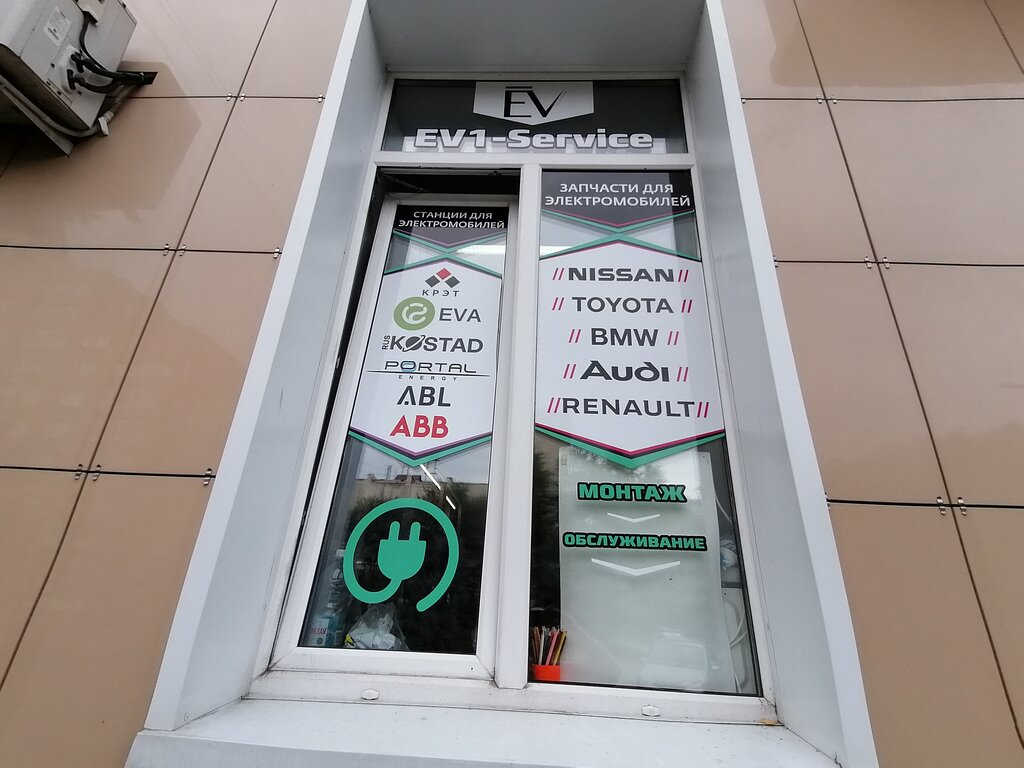 EV
EV1-Service
СТАНЦИИ ДЛЯ
ЭЛЕКТРОМОБИЛЕЙ
КРЭТ
EVA
RUS KOSTAD
PORTAL
ENERGY
ABL
ABB
ЗАПЧАСТИ ДЛЯ
ЭЛЕКТРОМОБИЛЕЙ
//NISSAN//
//TOYOTA//
//BMW//
//Audi//
//RENAULT//
МОНТАЖ
ОБСЛУЖИВАНИЕ